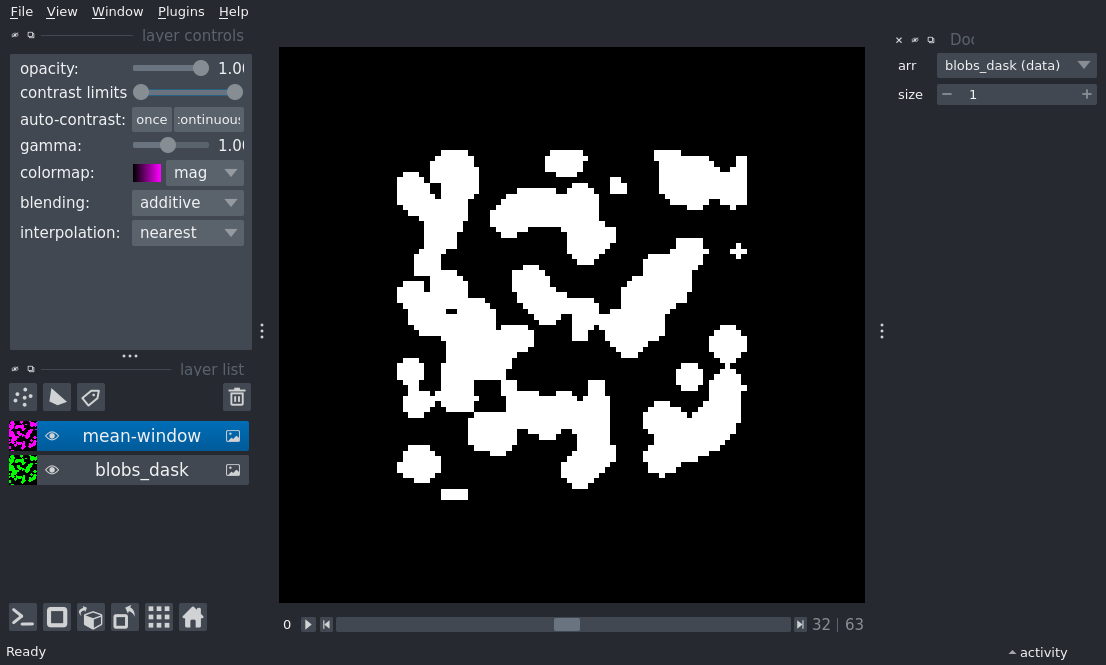 File View Window Plugins Help
layer controls
opacity: 1.00
contrast limits
auto-contrast: once continuous
gamma: 1.00
colormap: mag
blending: additive
interpolation: nearest
layer list
mean-window
blobs_dask
Ready
0 32 63
Doc
arr blobs_dask (data)
size 1
activity